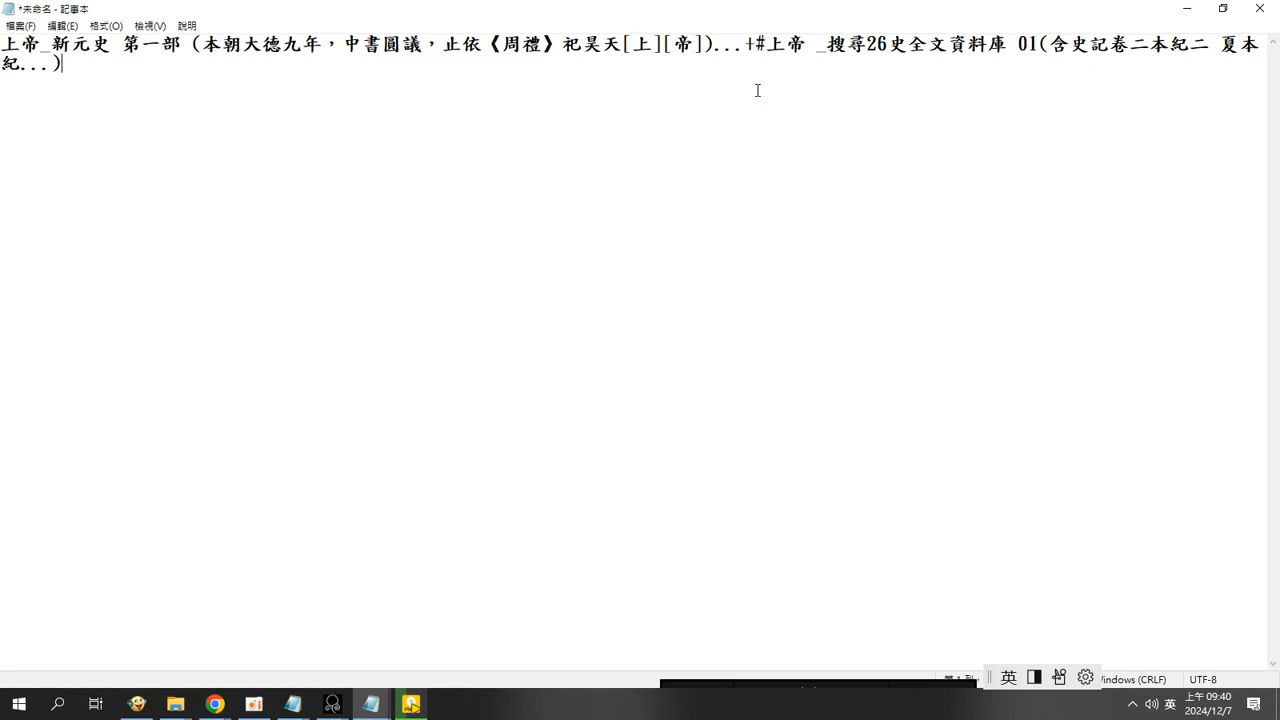 *未命名 - 記事本
檔案(F) 編輯(E) 格式(O) 檢視(V) 說明
上帝_新元史 第一部 (本朝大德九年，中書圓議，止依《周禮》祀昊天[上][帝])...+#上帝 _搜尋26史全文資料庫 01(含史記卷二本紀二 夏本
紀...)
英
Windows (CRLF) UTF-8
英
上午 09:40
2024/12/7